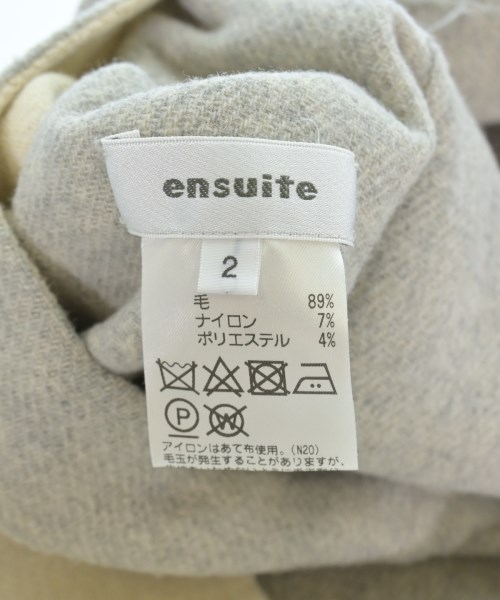 ensuite
2
毛 89%
ナイロン 7%
ポリエステル 4%
P W
アイロンはあて布使用。(N20)
毛玉が発生することがありますが、